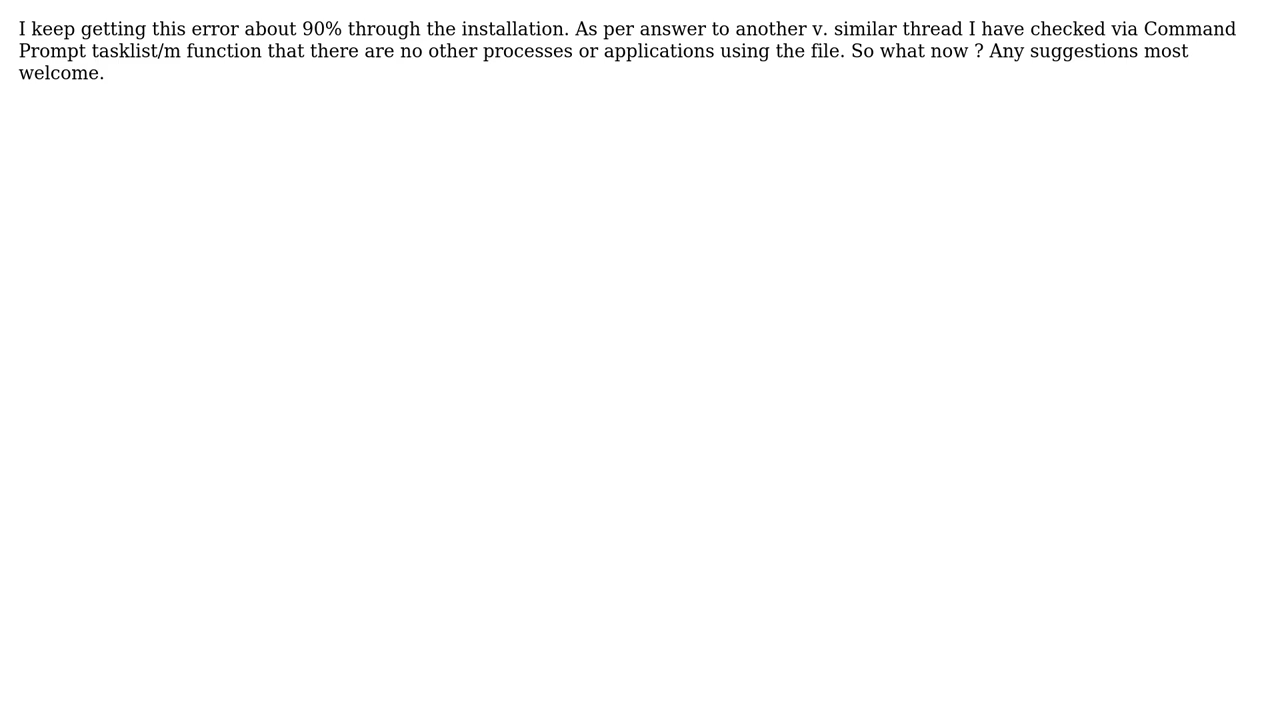 I keep getting this error about 90% through the installation. As per answer to another v. similar thread I have checked via Command
Prompt tasklist/m function that there are no other processes or applications using the file. So what now ? Any suggestions most
welcome.